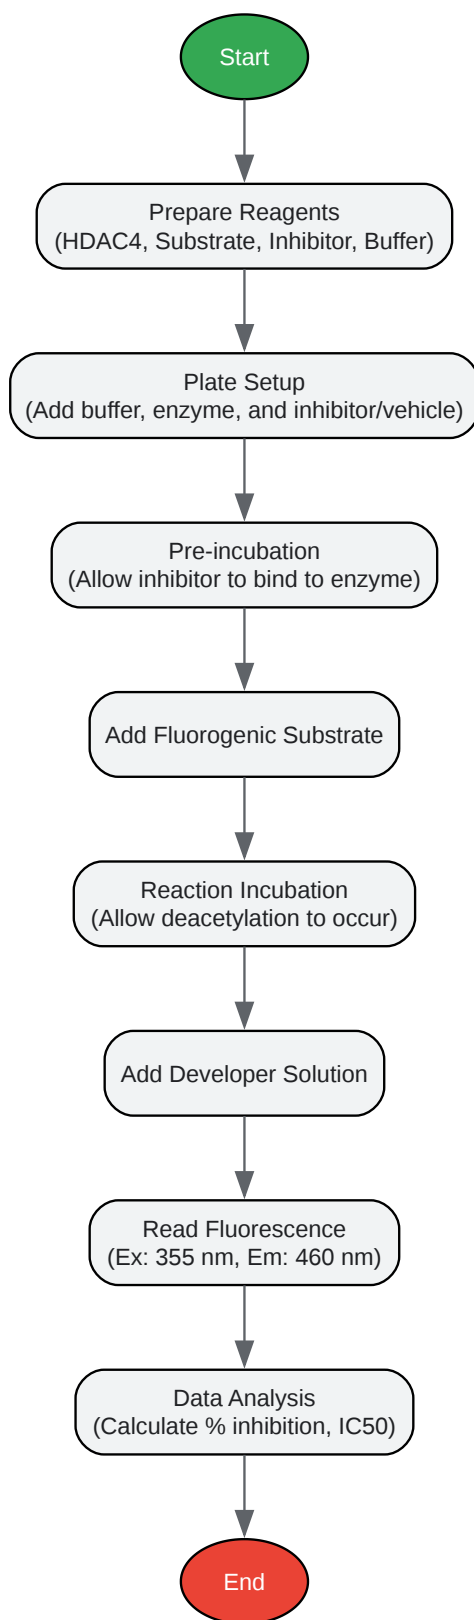 Start
Prepare Reagents
(HDAC4, Substrate, Inhibitor, Buffer)
Plate Setup
(Add buffer, enzyme, and inhibitor/vehicle)
Pre-incubation
(Allow inhibitor to bind to enzyme)
Add Fluorogenic Substrate
Reaction Incubation
(Allow deacetylation to occur)
Add Developer Solution
Read Fluorescence
(Ex: 355 nm, Em: 460 nm)
Data Analysis
(Calculate % inhibition, IC50)
End